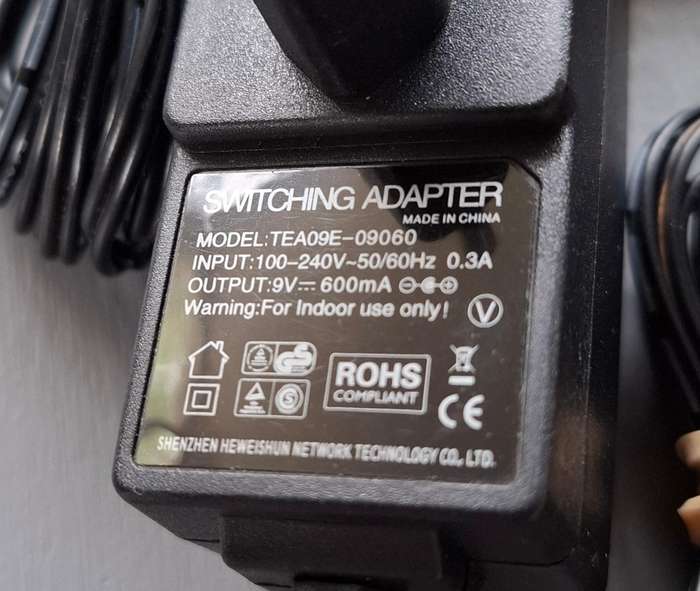 SWITCHING ADAPTER
MADE IN CHINA
MODEL:TEA09E-09060
INPUT:100-240V~50/60Hz 0.3A
OUTPUT:9V⎓600mA
Warning:For Indoor use only! V
GS
S
ROHS
COMPLIANT
CE
SHENZHEN HEWEISHUN NETWORK TECHNOLOGY CO., LTD.